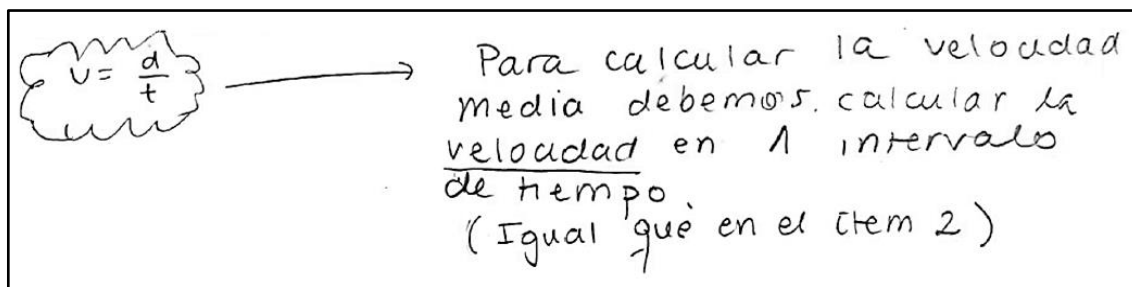 v = d/t
Para calcular la velocidad
media debemos. calcular la
velocidad en 1 intervalo
de tiempo.
(Igual que en el item 2)